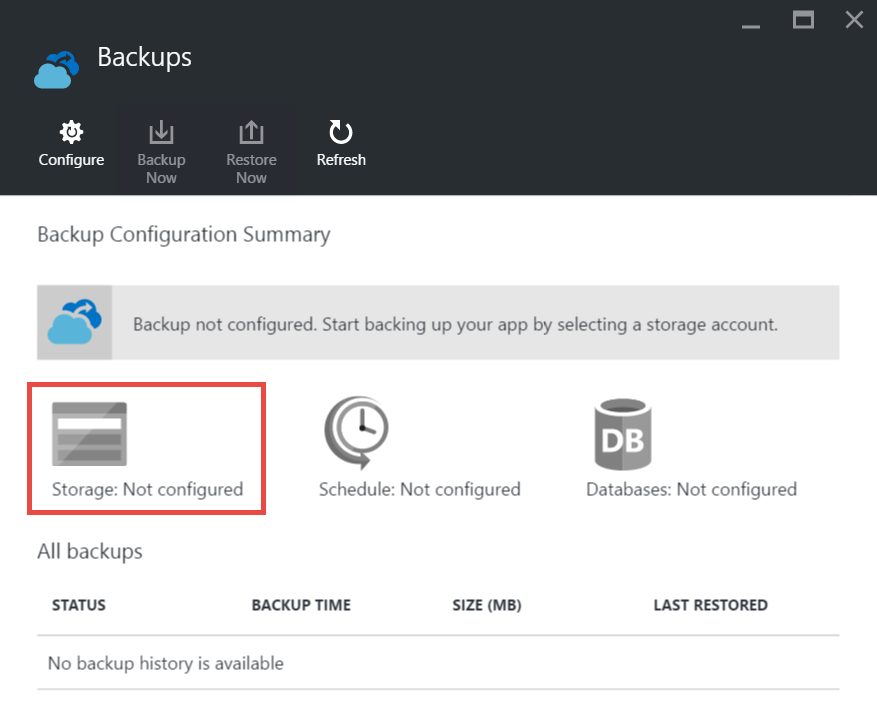 Backups
Configure
Backup
Now
Restore
Now
Refresh
Backup Configuration Summary
Backup not configured. Start backing up your app by selecting a storage account.
Storage: Not configured
Schedule: Not configured
DB
Databases: Not configured
All backups
STATUS BACKUP TIME SIZE (MB) LAST RESTORED
No backup history is available